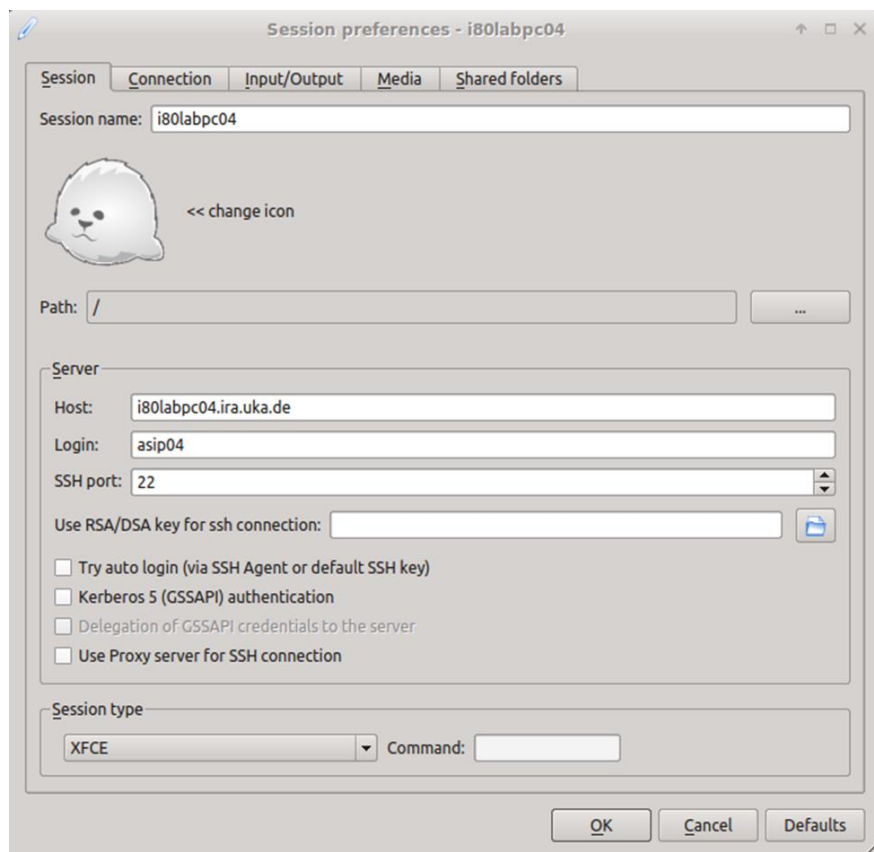 Session preferences - i80labpc04
Session Connection Input/Output Media Shared folders
Session name: i80labpc04
<< change icon
Path: / ...
Server
Host: i80labpc04.ira.uka.de
Login: asip04
SSH port: 22
Use RSA/DSA key for ssh connection:
Try auto login (via SSH Agent or default SSH key)
Kerberos 5 (GSSAPI) authentication
Delegation of GSSAPI credentials to the server
Use Proxy server for SSH connection
Session type
XFCE Command:
OK Cancel Defaults